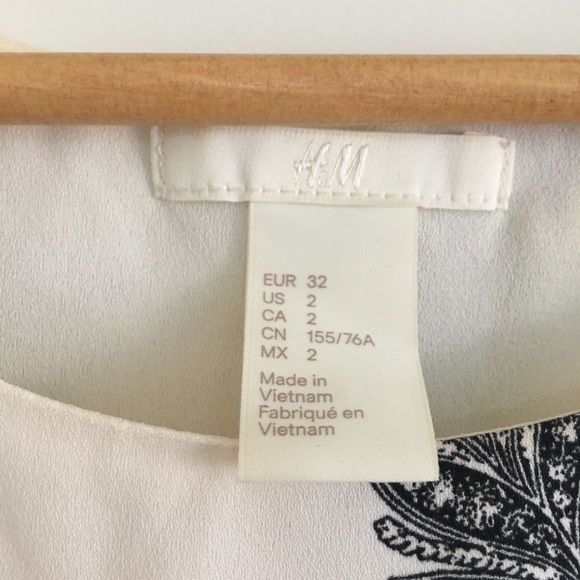 H&M
EUR 32
US 2
CA 2
CN 155/76A
MX 2
Made in
Vietnam
Fabriqué en
Vietnam